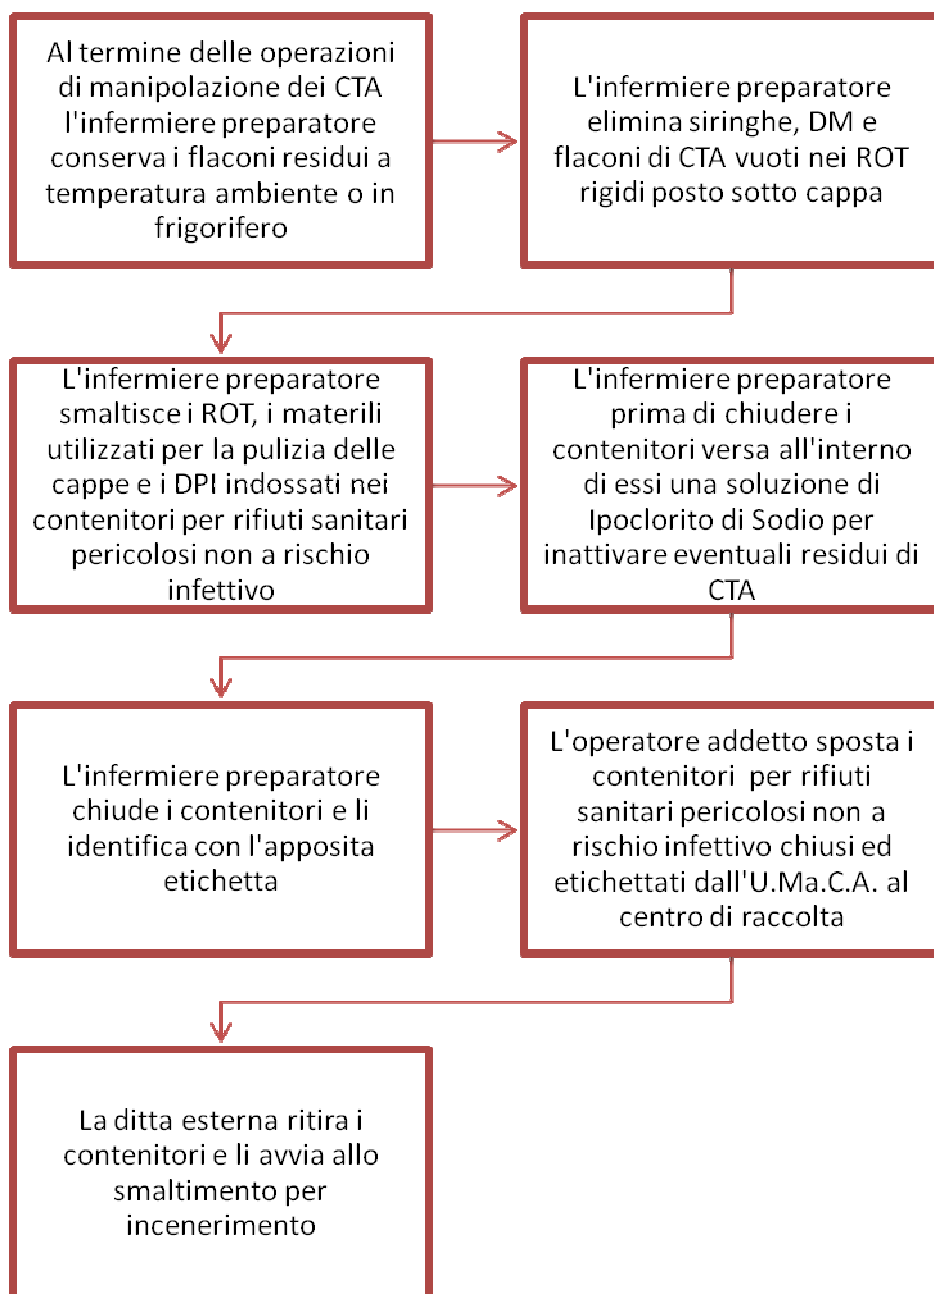 Al termine delle operazioni
di manipolazione dei CTA
l'infermiere preparatore
conserva i flaconi residui a
temperatura ambiente o in
frigorifero
L'infermiere preparatore
elimina siringhe, DM e
flaconi di CTA vuoti nei ROT
rigidi posto sotto cappa
L'infermiere preparatore
smaltisce i ROT, i materili
utilizzati per la pulizia delle
cappe e i DPI indossati nei
contenitori per rifiuti sanitari
pericolosi non a rischio
infettivo
L'infermiere preparatore
prima di chiudere i
contenitori versa all'interno
di essi una soluzione di
Ipoclorito di Sodio per
inattivare eventuali residui di
CTA
L'infermiere preparatore
chiude i contenitori e li
identifica con l'apposita
etichetta
L'operatore addetto sposta i
contenitori per rifiuti
sanitari pericolosi non a
rischio infettivo chiusi ed
etichettati dall'U.Ma.C.A. al
centro di raccolta
La ditta esterna ritira i
contenitori e li avvia allo
smaltimento per
incenerimento